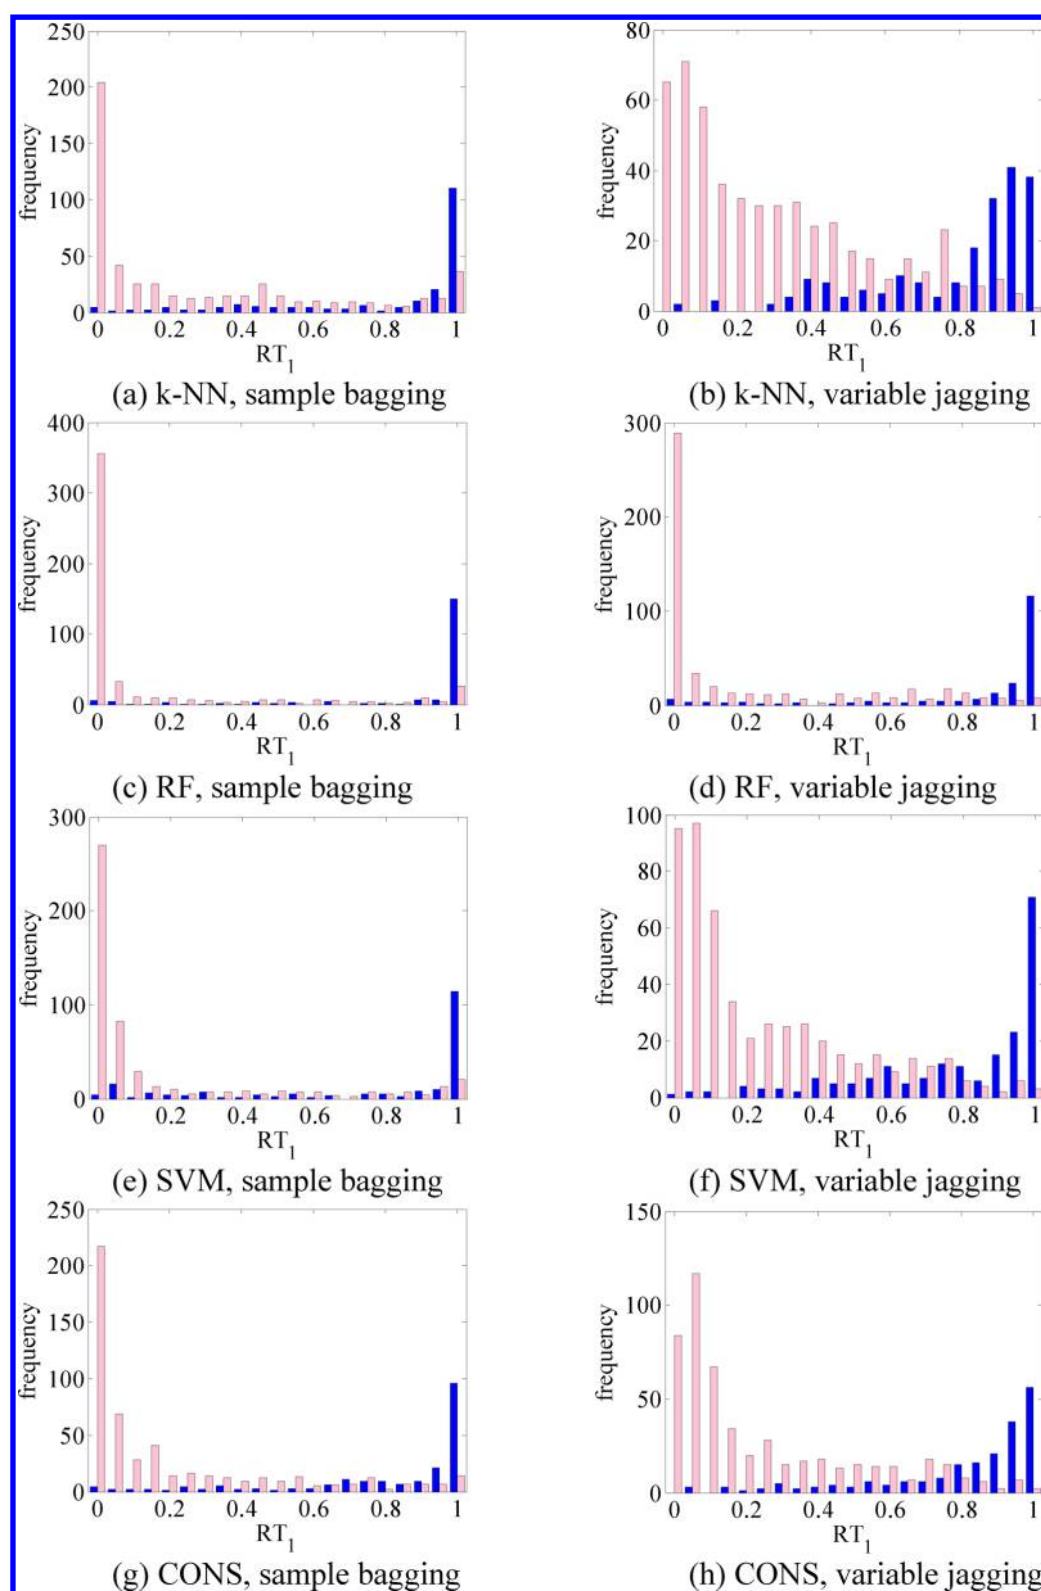 250
200
150
100
50
0
frequency
0 0.2 0.4 0.6 0.8 1
RT1
(a) k-NN, sample bagging
80
60
40
20
0
frequency
0 0.2 0.4 0.6 0.8 1
RT1
(b) k-NN, variable jagging
400
300
200
100
0
frequency
0 0.2 0.4 0.6 0.8 1
RT1
(c) RF, sample bagging
300
200
100
0
frequency
0 0.2 0.4 0.6 0.8 1
RT1
(d) RF, variable jagging
300
200
100
0
frequency
0 0.2 0.4 0.6 0.8 1
RT1
(e) SVM, sample bagging
100
80
60
40
20
0
frequency
0 0.2 0.4 0.6 0.8 1
RT1
(f) SVM, variable jagging
250
200
150
100
50
0
frequency
0 0.2 0.4 0.6 0.8 1
RT1
(g) CONS, sample bagging
150
100
50
0
frequency
0 0.2 0.4 0.6 0.8 1
RT1
(h) CONS, variable jagging